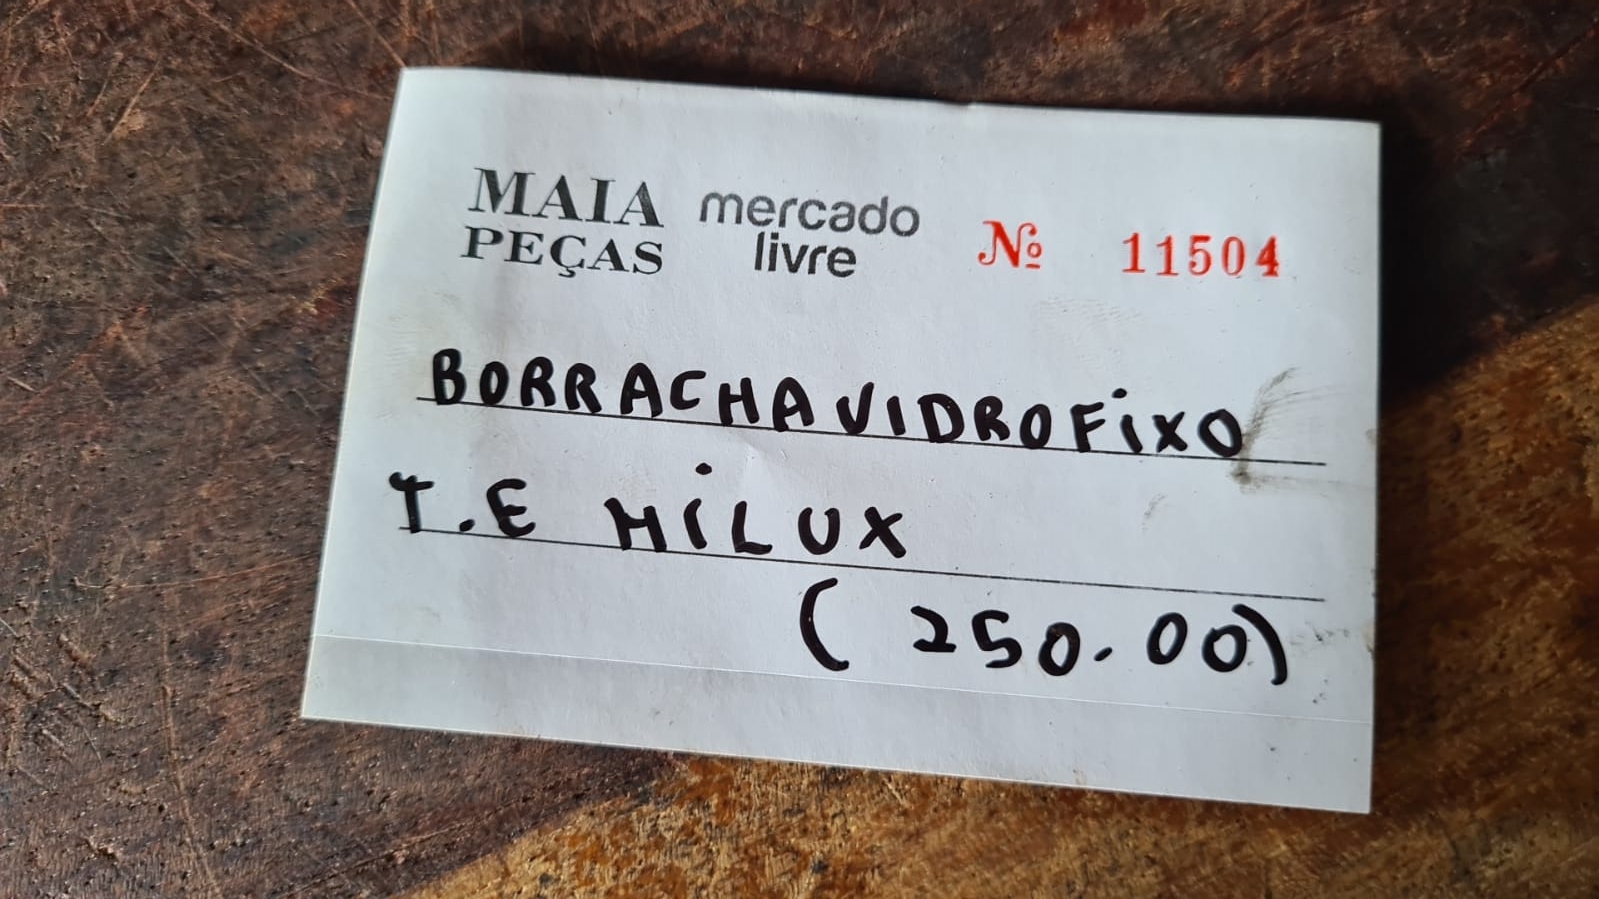 MAIA PEÇAS mercado livre Nº 11504
BORRACHA VIDRO FiXO
T.E HiLUX
(250.00)